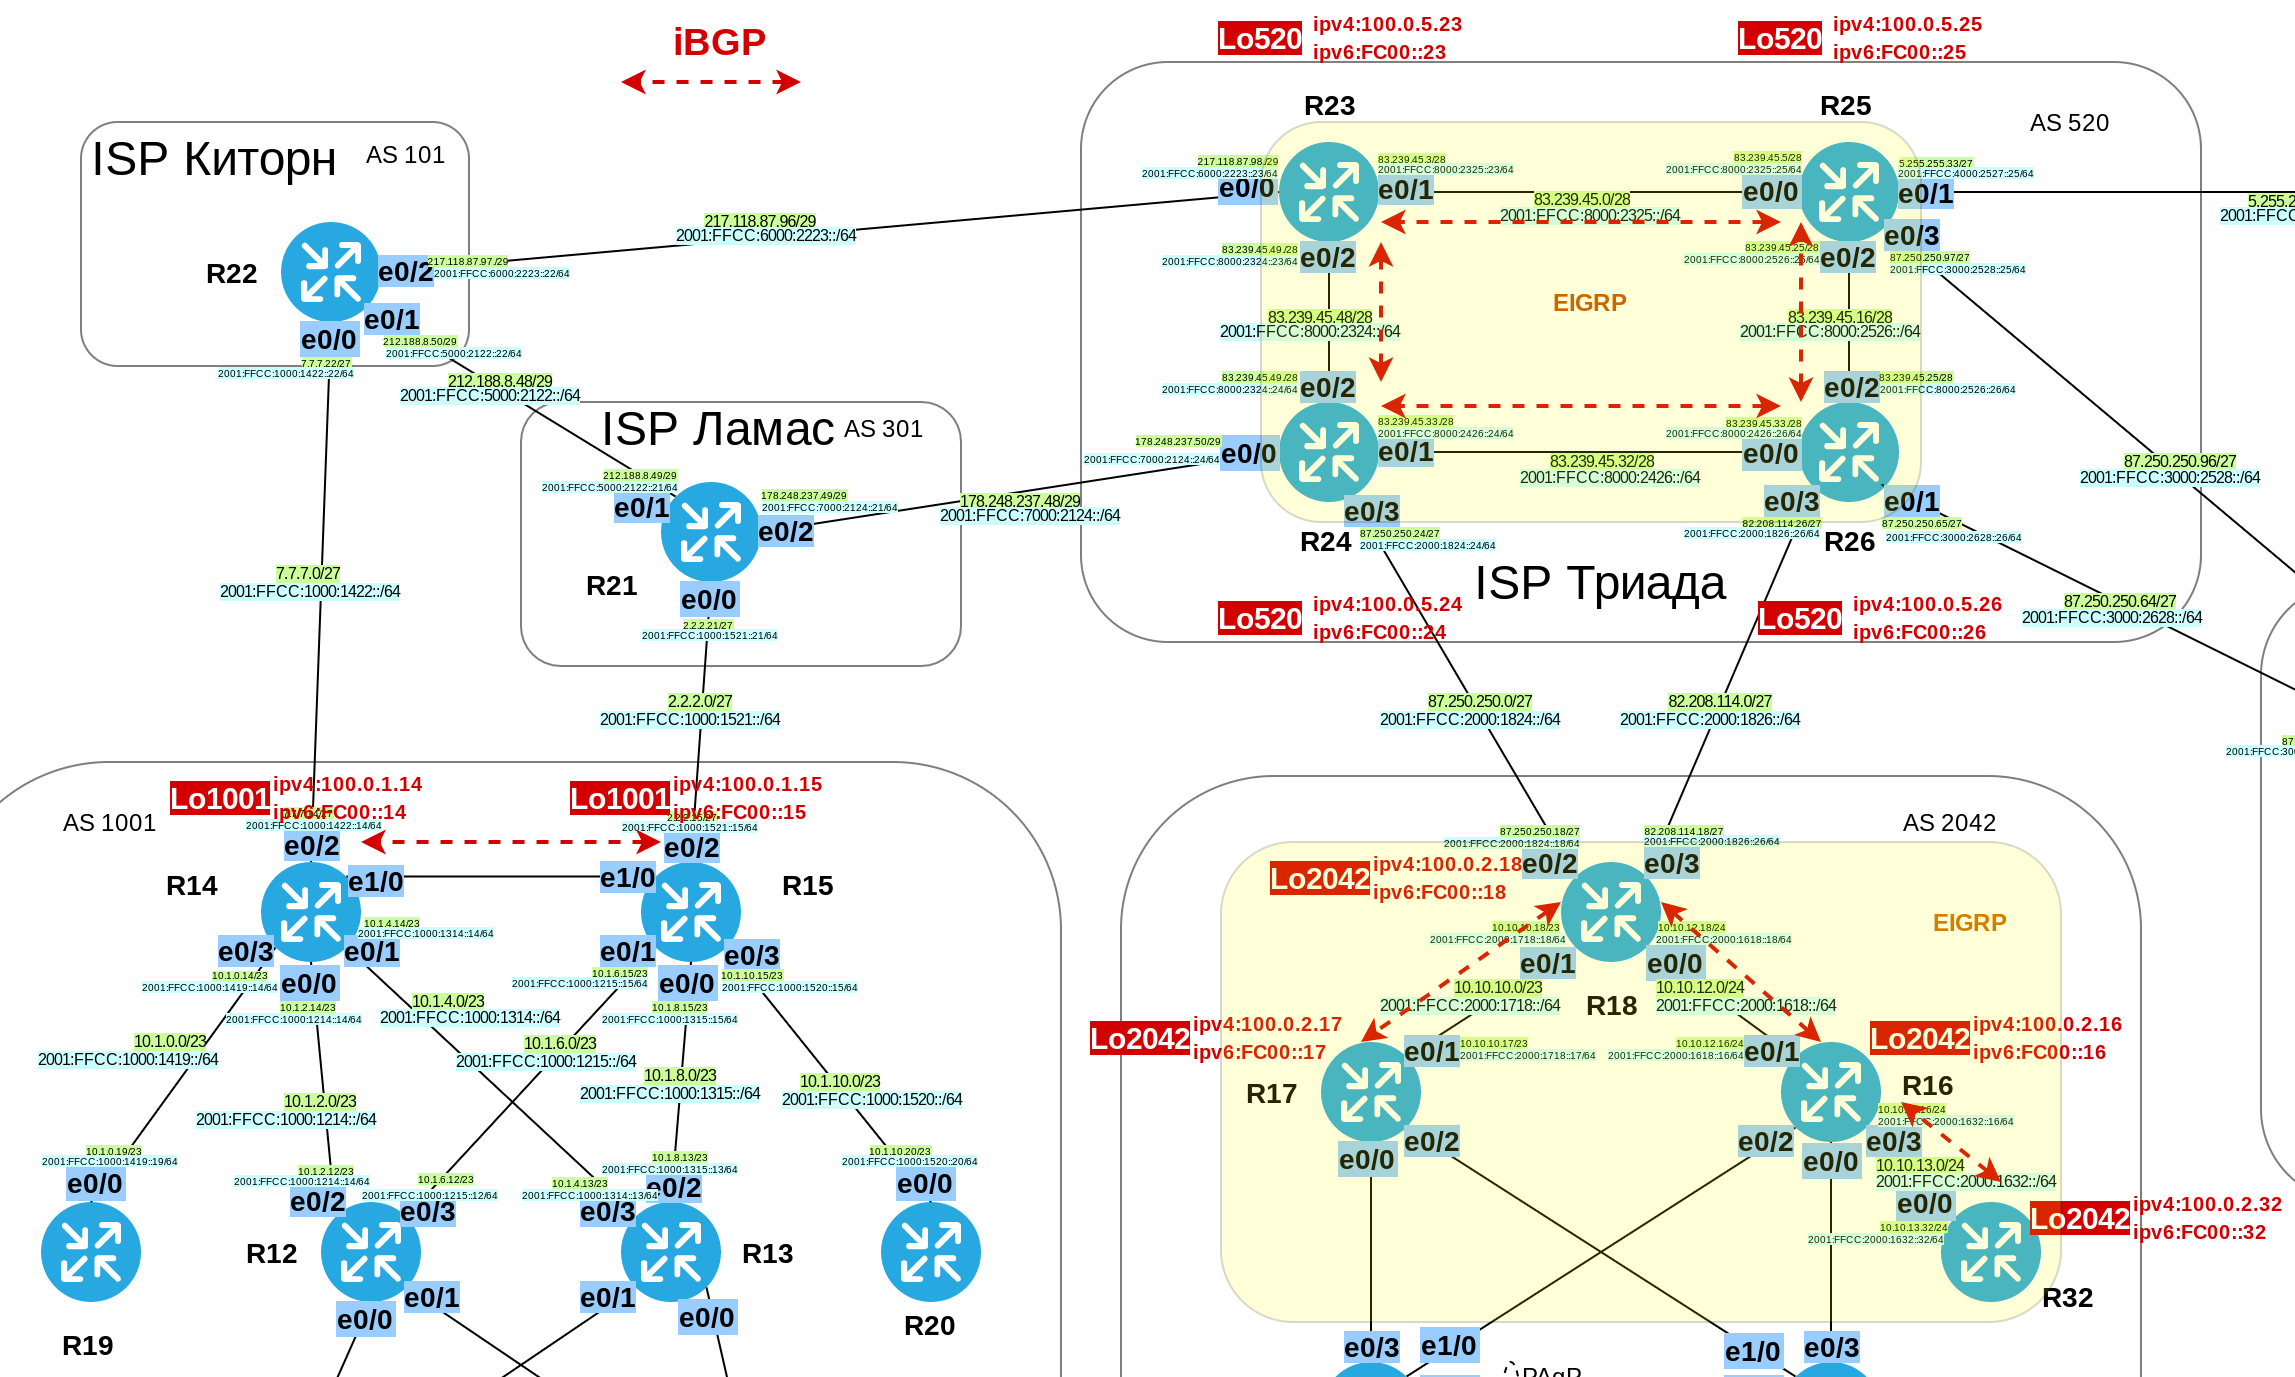 iBGP
Lo520
ipv4:100.0.5.23
ipv6:FC00::23
Lo520
ipv4:100.0.5.25
ipv6:FC00::25
ISP Киторн
AS 101
R22
e0/2
217.118.87.97./29
2001:FFCC:6000:2223::22/64
e0/1
212.188.8.50/29
2001:FFCC:5000:2122::22/64
e0/0
7.7.7.22/27
2001:FFCC:1000:1422::22/64
217.118.87.96/29
2001:FFCC:6000:2223::/64
212.188.8.48/29
2001:FFCC:5000:2122::/64
7.7.7.0/27
2001:FFCC:1000:1422::/64
ISP Ламас
AS 301
212.188.8.49/29
2001:FFCC:5000:2122::21/64
e0/1
178.248.237.49/29
2001:FFCC:7000:2124::21/64
e0/2
R21
e0/0
2.2.2.21/27
2001:FFCC:1000:1521::21/64
178.248.237.48/29
2001:FFCC:7000:2124::/64
2.2.2.0/27
2001:FFCC:1000:1521::/64
AS 520
R23
R25
217.118.87.98./29
2001:FFCC:6000:2223::23/64
e0/0
83.239.45.3/28
2001:FFCC:8000:2325::23/64
e0/1
83.239.45.0/28
2001:FFCC:8000:2325::/64
83.239.45.5/28
2001:FFCC:8000:2325::25/64
e0/0
5.255.255.33/27
2001:FFCC:4000:2527::25/64
e0/1
e0/3
87.250.250.97/27
2001:FFCC:3000:2528::25/64
83.239.45.49./28
2001:FFCC:8000:2324::23/64
e0/2
83.239.45.25/28
e0/2
EIGRP
83.239.45.48/28
2001:FFCC:8000:2324::/64
83.239.45.16/28
2001:FFCC:8000:2526::/64
83.239.45.49./28
2001:FFCC:8000:2324::24/64
e0/2
e0/2
83.239.45.25/28
2001:FFCC:8000:2526::26/64
178.248.237.50/29
2001:FFCC:7000:2124::24/64
e0/0
83.239.45.33./28
2001:FFCC:8000:2426::24/64
e0/1
83.239.45.32/28
2001:FFCC:8000:2426::/64
83.239.45.33./28
2001:FFCC:8000:2426::26/64
e0/0
e0/3
87.250.250.24/27
2001:FFCC:2000:1824::24/64
R24
e0/3
82.208.114.26/27
2001:FFCC:2000:1826::26/64
e0/1
87.250.250.65/27
2001:FFCC:3000:2628::26/64
R26
ISP Триада
Lo520
ipv4:100.0.5.24
ipv6:FC00::24
Lo520
ipv4:100.0.5.26
ipv6:FC00::26
87.250.250.96/27
2001:FFCC:3000:2528::/64
87.250.250.64/27
2001:FFCC:3000:2628::/64
87.250.250.0/27
2001:FFCC:2000:1824::/64
82.208.114.0/27
2001:FFCC:2000:1826::/64
AS 1001
Lo1001
ipv4:100.0.1.14
ipv6:FC00::14
2001:FFCC:1000:1422::14/64
e0/2
Lo1001
ipv4:100.0.1.15
ipv6:FC00::15
2001:FFCC:1000:1521::15/64
e0/2
R14
e1/0
e1/0
R15
10.1.4.14/23
2001:FFCC:1000:1314::14/64
e0/3
e0/1
10.1.0.14/23
2001:FFCC:1000:1419::14/64
e0/0
10.1.2.14/23
2001:FFCC:1000:1214::14/64
e0/1
10.1.6.15/23
2001:FFCC:1000:1215::15/64
e0/0
10.1.8.15/23
2001:FFCC:1000:1315::15/64
e0/3
10.1.10.15/23
2001:FFCC:1000:1520::15/64
10.1.4.0/23
2001:FFCC:1000:1314::/64
10.1.0.0/23
2001:FFCC:1000:1419::/64
10.1.6.0/23
2001:FFCC:1000:1215::/64
10.1.8.0/23
2001:FFCC:1000:1315::/64
10.1.10.0/23
2001:FFCC:1000:1520::/64
10.1.2.0/23
2001:FFCC:1000:1214::/64
10.1.0.19/23
2001:FFCC:1000:1419::19/64
e0/0
10.1.2.12/23
2001:FFCC:1000:1214::14/64
e0/2
10.1.6.12/23
2001:FFCC:1000:1215::12/64
e0/3
10.1.8.13/23
2001:FFCC:1000:1315::13/64
e0/2
10.1.4.13/23
2001:FFCC:1000:1314::13/64
e0/3
10.1.10.20/23
2001:FFCC:1000:1520::20/64
e0/0
R12
R13
e0/1
e0/0
e0/1
e0/0
R19
R20
AS 2042
87.250.250.18/27
2001:FFCC:2000:1824::18/64
e0/2
82.208.114.18/27
2001:FFCC:2000:1826::26/64
e0/3
Lo2042
ipv4:100.0.2.18
ipv6:FC00::18
EIGRP
2001:FFCC:2000:1718::18/64
e0/1
2001:FFCC:2000:1618::18/64
e0/0
R18
10.10.10.0/23
2001:FFCC:2000:1718::/64
10.10.12.0/24
2001:FFCC:2000:1618::/64
Lo2042
ipv4:100.0.2.17
ipv6:FC00::17
e0/1
10.10.10.17/23
2001:FFCC:2000:1718::17/64
10.10.12.16/24
2001:FFCC:2000:1618::16/64
e0/1
Lo2042
ipv4:100.0.2.16
ipv6:FC00::16
R17
R16
2001:FFCC:2000:1632::16/64
e0/2
e0/0
e0/2
e0/0
e0/3
10.10.13.0/24
2001:FFCC:2000:1632::/64
e0/0
10.10.13.32/24
2001:FFCC:2000:1632::32/64
Lo2042
ipv4:100.0.2.32
ipv6:FC00::32
R32
e0/3
e1/0
e1/0
e0/3